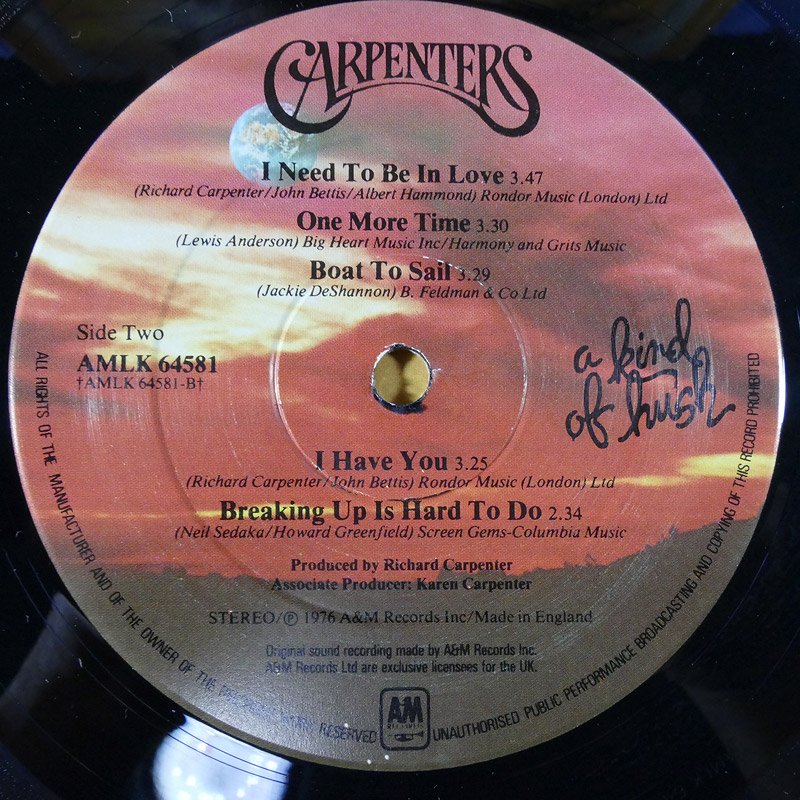 CARPENTERS
I Need To Be In Love 3.47
(Richard Carpenter/John Bettis/Albert Hammond) Rondor Music (London) Ltd
One More Time 3.30
(Lewis Anderson) Big Heart Music Inc/Harmony and Grits Music
Boat To Sail 3.29
(Jackie DeShannon) B. Feldman & Co Ltd
Side Two
AMLK 64581
†AMLK 64581-B†
a kind
of hush
I Have You 3.25
(Richard Carpenter/John Bettis) Rondor Music (London) Ltd
Breaking Up Is Hard To Do 2.34
(Neil Sedaka/Howard Greenfield) Screen Gems-Columbia Music
Produced by Richard Carpenter
Associate Producer: Karen Carpenter
STEREO/Ⓟ 1976 A&M Records Inc/Made in England
Original sound recording made by A&M Records Inc.
A&M Records Ltd are exclusive licensees for the UK.
AM
RECORDS
ALL RIGHTS OF THE MANUFACTURER AND OF THE OWNER OF THE RECORDED WORK RESERVED
UNAUTHORISED PUBLIC PERFORMANCE BROADCASTING AND COPYING OF THIS RECORD PROHIBITED